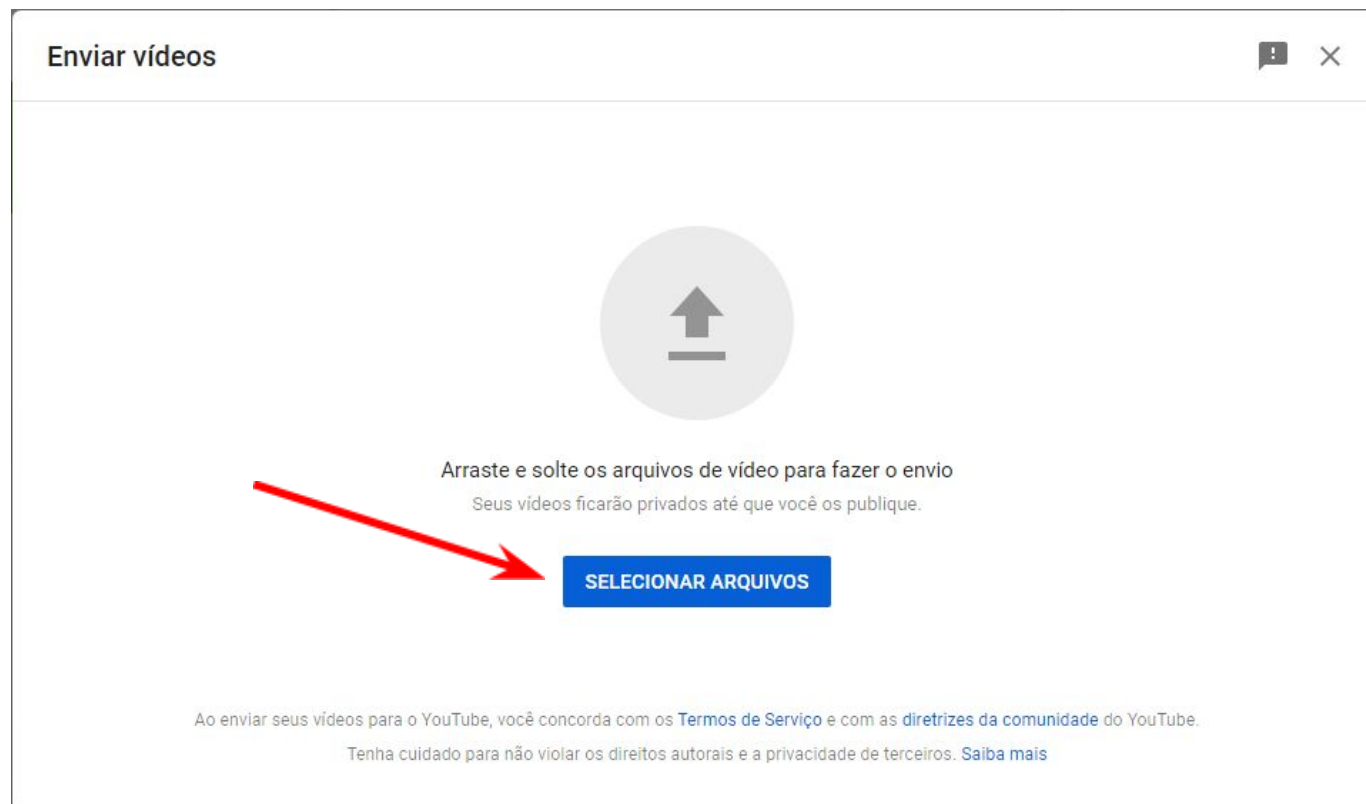 Enviar vídeos
Arraste e solte os arquivos de vídeo para fazer o envio
Seus vídeos ficarão privados até que você os publique.
SELECIONAR ARQUIVOS
Ao enviar seus vídeos para o YouTube, você concorda com os Termos de Serviço e com as diretrizes da comunidade do YouTube.
Tenha cuidado para não violar os direitos autorais e a privacidade de terceiros. Saiba mais